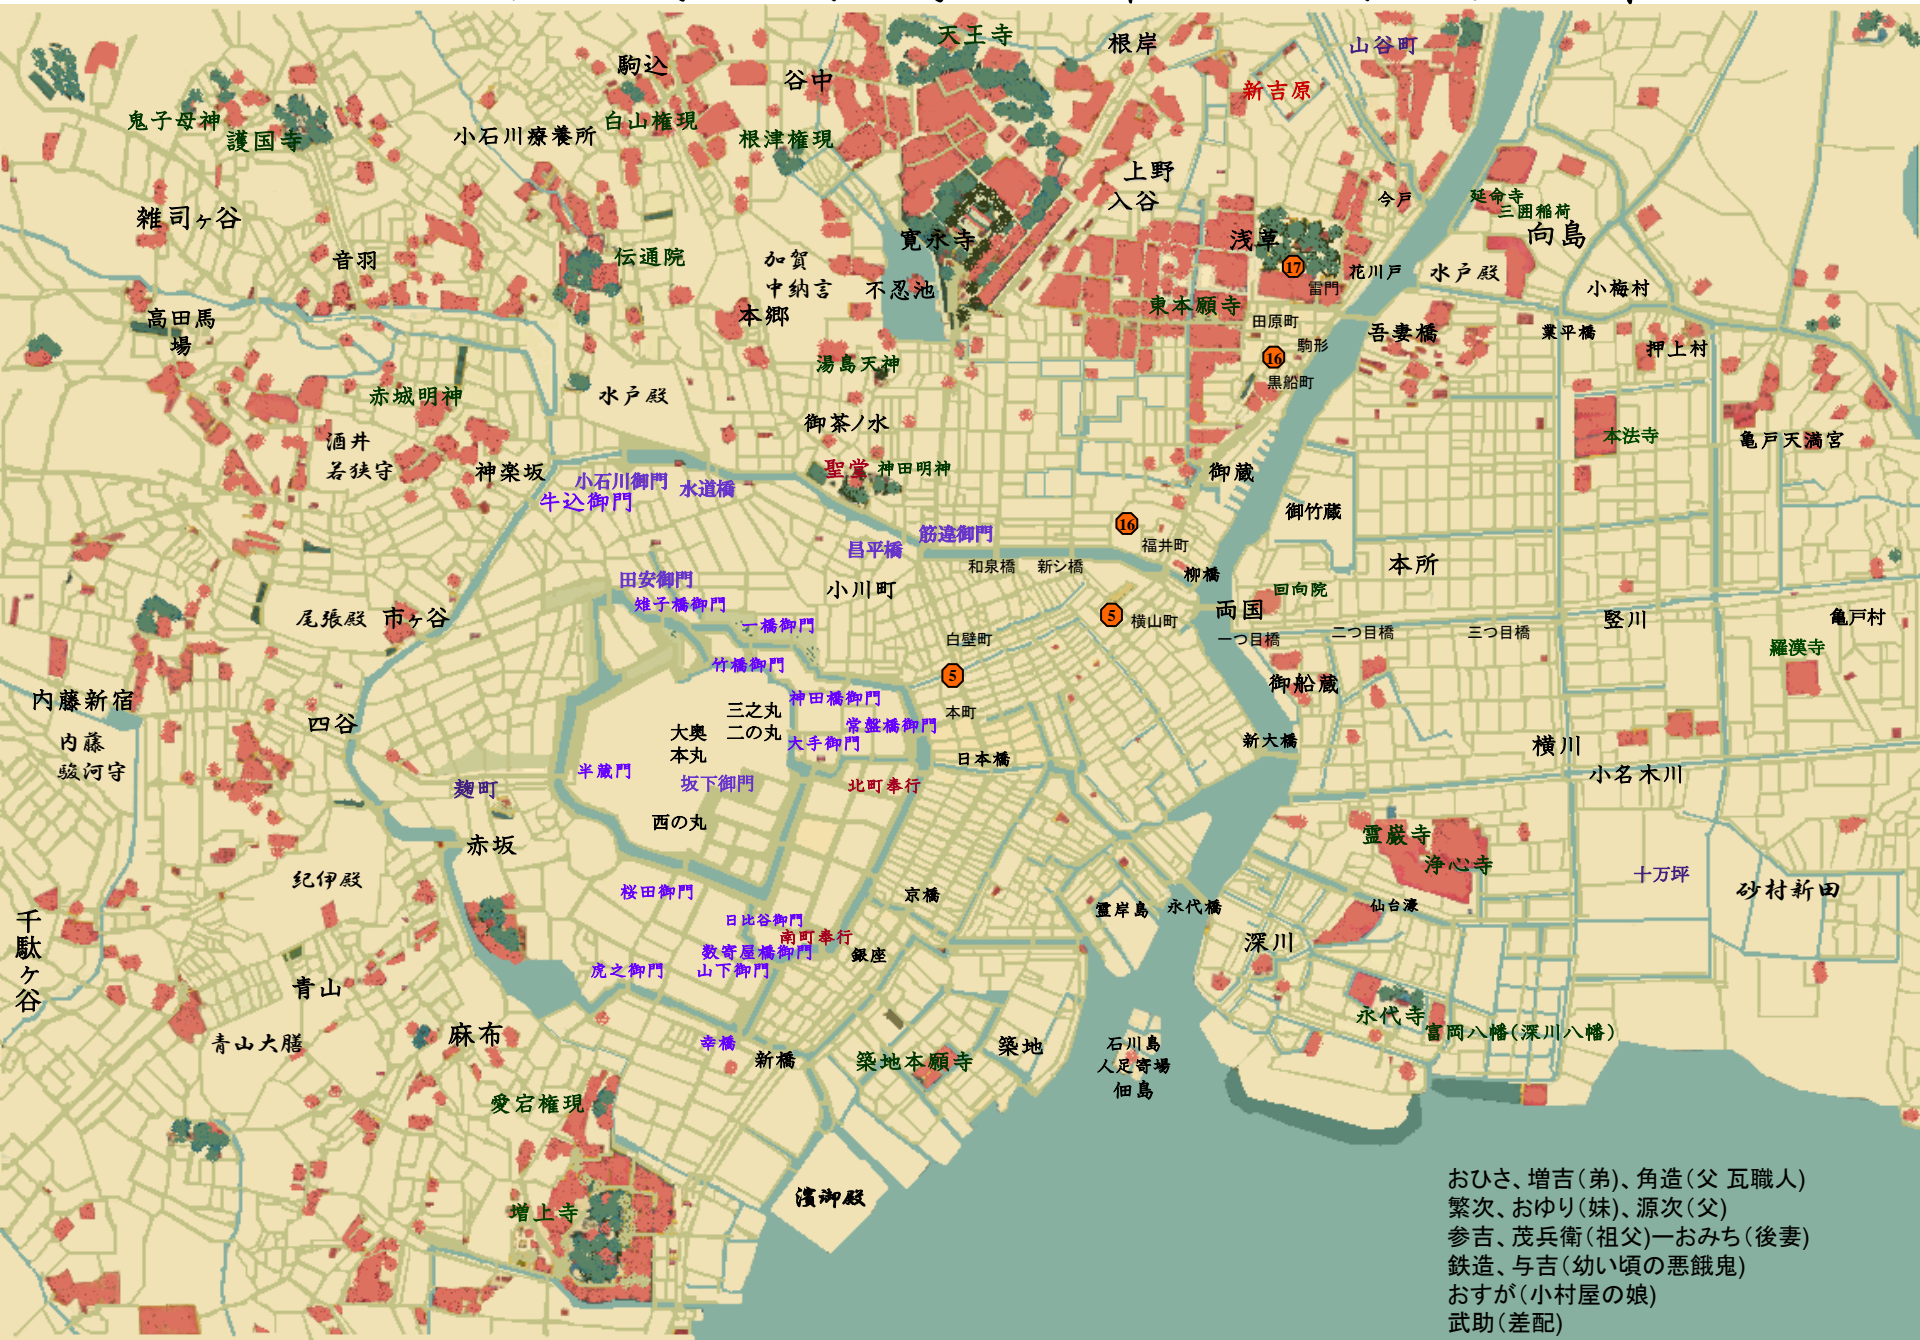 天王寺
根岸
山谷町
駒込
谷中
新吉原
鬼子母神
護国寺
小石川療養所
白山権現
根津権現
上野
入谷
今戸
延命寺
三囲稲荷
向島
雑司ヶ谷
音羽
伝通院
加賀
中納言
本郷
寛永寺
不忍池
浅草
17
雷門
花川戸
水戸殿
小梅村
高田馬
場
東本願寺
田原町
駒形
16
黒船町
吾妻橋
業平橋
押上村
湯島天神
赤城明神
水戸殿
御茶ノ水
酒井
若狭守
神楽坂
聖堂
神田明神
御蔵
本法寺
亀戸天満宮
小石川御門
牛込御門
水道橋
御竹蔵
昌平橋
筋違御門
16
福井町
和泉橋
新シ橋
柳橋
本所
田安御門
雉子橋御門
小川町
回向院
両国
尾張殿
市ヶ谷
一橋御門
白壁町
5
横山町
一つ目橋
二つ目橋
三つ目橋
竪川
亀戸村
羅漢寺
竹橋御門
5
本町
御船蔵
内藤新宿
四谷
神田橋御門
三之丸
二の丸
大奥
本丸
常盤橋御門
大手御門
日本橋
新大橋
横川
小名木川
内藤
駿河守
半蔵門
坂下御門
北町奉行
麹町
西の丸
赤坂
霊巌寺
浄心寺
十万坪
砂村新田
紀伊殿
桜田御門
京橋
霊岸島
永代橋
仙台濠
千駄ヶ谷
日比谷御門
南町奉行
数寄屋橋御門
銀座
深川
虎之御門
山下御門
青山
青山大膳
麻布
幸橋
新橋
築地本願寺
築地
石川島
人足寄場
佃島
永代寺
富岡八幡(深川八幡)
愛宕権現
増上寺
濱御殿
おひさ、増吉(弟)、角造(父 瓦職人)
繁次、おゆり(妹)、源次(父)
参吉、茂兵衛(祖父)ーおみち(後妻)
鉄造、与吉(幼い頃の悪餓鬼)
おすが(小村屋の娘)
武助(差配)